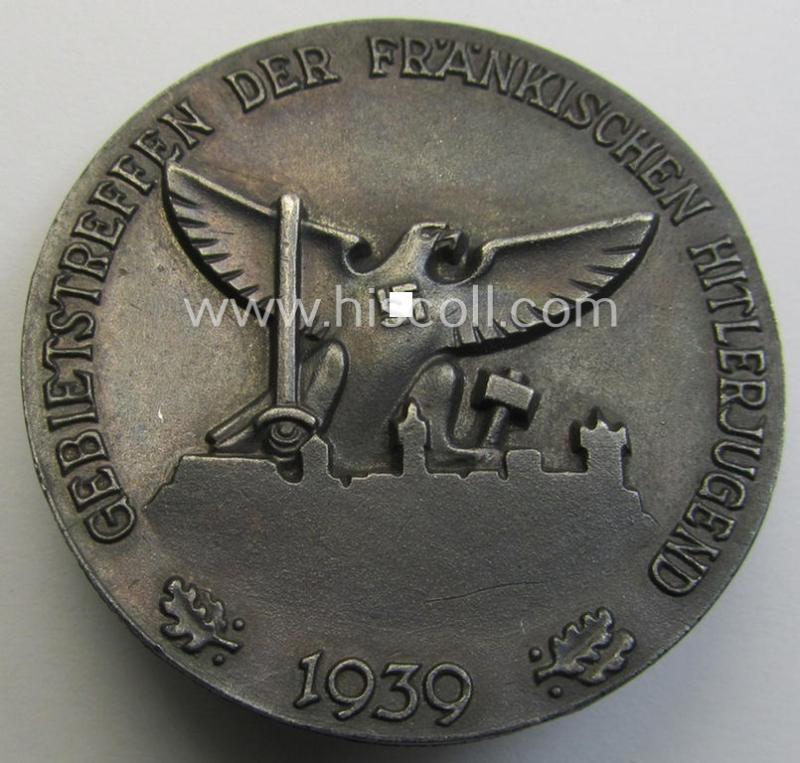 GEBIETSTREFFEN DER FRÄNKISCHEN HITLERJUGEND
www.hiscoll.com
1939